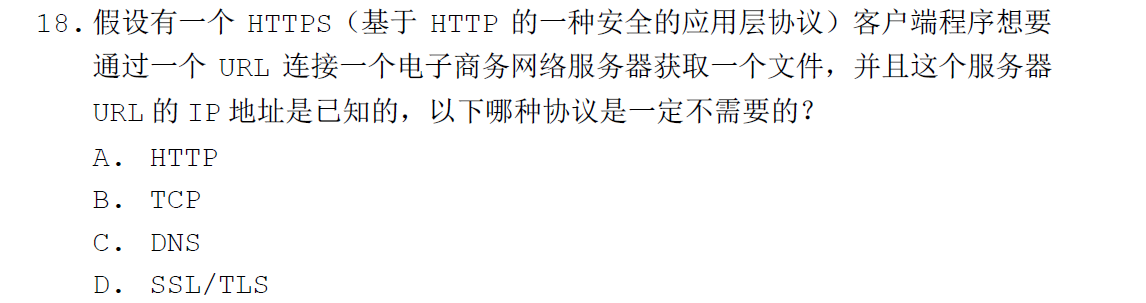 18.假设有一个 HTTPS（基于 HTTP 的一种安全的应用层协议）客户端程序想要
通过一个 URL 连接一个电子商务网络服务器获取一个文件，并且这个服务器
URL 的 IP 地址是已知的，以下哪种协议是一定不需要的？
A. HTTP
B. TCP
C. DNS
D. SSL/TLS